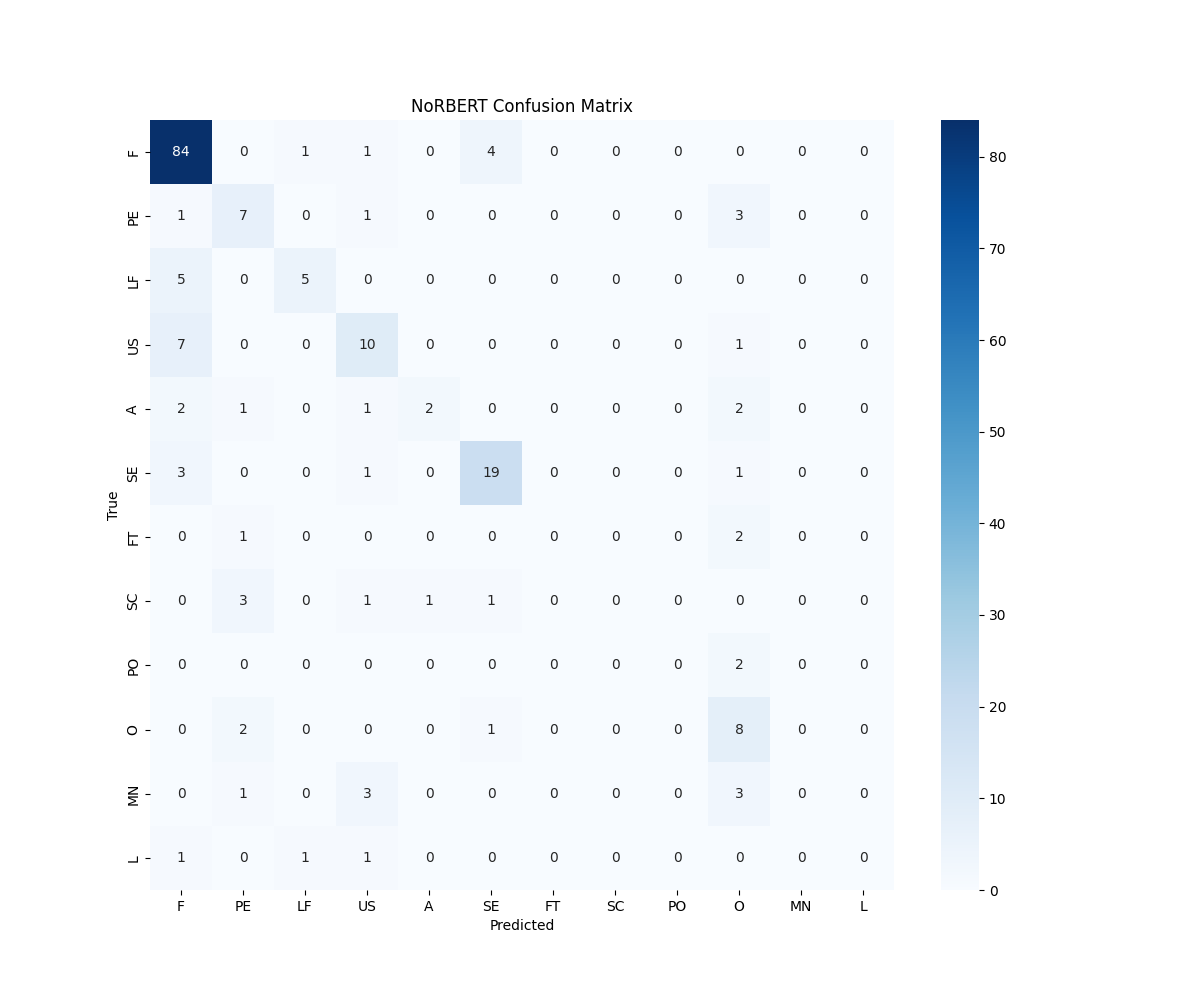 NoRBERT Confusion Matrix
F 84 0 1 1 0 4 0 0 0 0 0 0
PE 1 7 0 1 0 0 0 0 0 3 0 0
LF 5 0 5 0 0 0 0 0 0 0 0 0
US 7 0 0 10 0 0 0 0 0 1 0 0
A 2 1 0 1 2 0 0 0 0 2 0 0
SE 3 0 0 1 0 19 0 0 0 1 0 0
True
FT 0 1 0 0 0 0 0 0 0 2 0 0
SC 0 3 0 1 1 1 0 0 0 0 0 0
PO 0 0 0 0 0 0 0 0 0 2 0 0
O 0 2 0 0 0 1 0 0 0 8 0 0
MN 0 1 0 3 0 0 0 0 0 3 0 0
L 1 0 1 1 0 0 0 0 0 0 0 0
F PE LF US A SE FT SC PO O MN L
Predicted
80
70
60
50
40
30
20
10
0